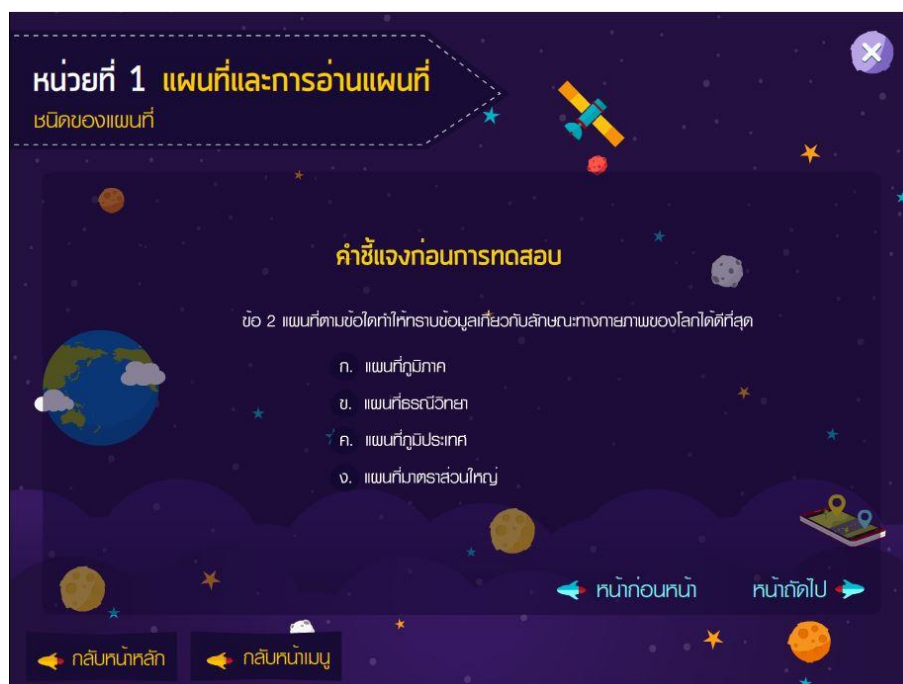 หน่วยที่ 1 แผนที่และการอ่านแผนที่
ชนิดของแผนที่
คำชี้แจงก่อนการทดสอบ
ข้อ 2 แผนที่ตามข้อใดทำให้ทราบข้อมูลเกี่ยวกับลักษณะทางกายภาพของโลกได้ดีที่สุด
ก. แผนที่ภูมิภาค
ข. แผนที่ธรณีวิทยา
ค. แผนที่ภูมิประเทศ
ง. แผนที่มาตราส่วนใหญ่
หน้าก่อนหน้า หน้าถัดไป
กลับหน้าหลัก กลับหน้าเมนู